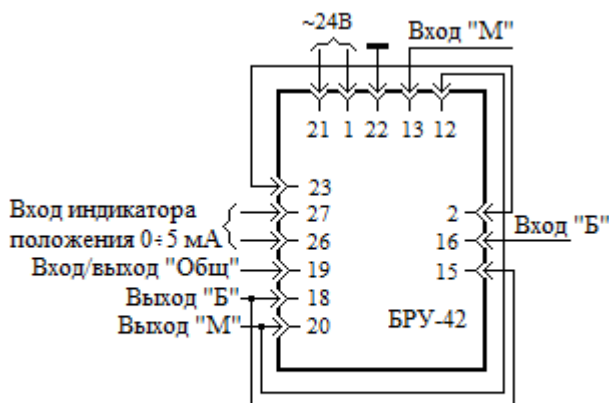 ~24В
Вход "М"
21 1 22 13 12
23
Вход индикатора 27 2
положения 0÷5 мА 26 16 Вход "Б"
Вход/выход "Общ" 19 15
Выход "Б" 18
Выход "М" 20 БРУ-42